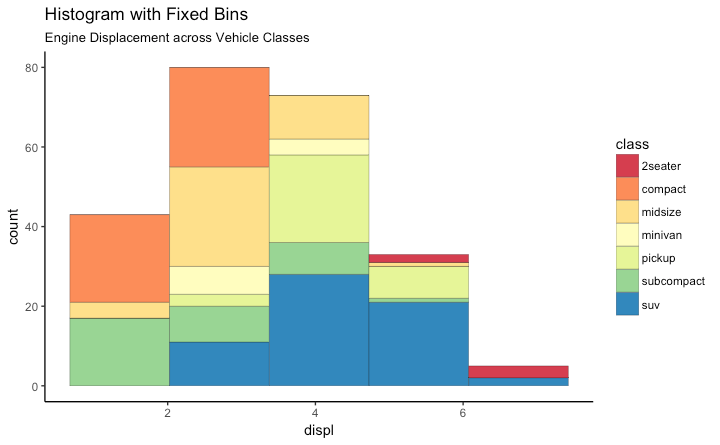 Histogram with Fixed Bins
Engine Displacement across Vehicle Classes
80
60
40
20
0
count
2 4 6
displ
class
2seater
compact
midsize
minivan
pickup
subcompact
suv